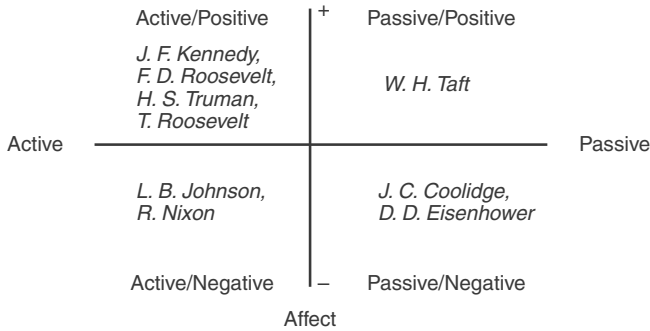 Active/Positive + Passive/Positive
J. F. Kennedy,
F. D. Roosevelt,
H. S. Truman,
T. Roosevelt
W. H. Taft
Active Passive
L. B. Johnson,
R. Nixon
J. C. Coolidge,
D. D. Eisenhower
Active/Negative – Passive/Negative
Affect